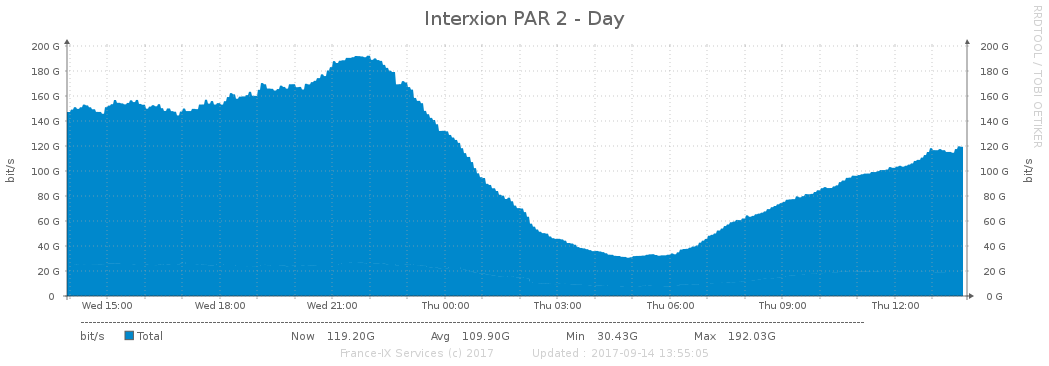 Interxion PAR 2 - Day
RRDTOOL / TOBI OETIKER
200 G 200 G
180 G 180 G
160 G 160 G
140 G 140 G
120 G 120 G
100 G 100 G
80 G 80 G
60 G 60 G
40 G 40 G
20 G 20 G
0 0 G
bit/s bit/s
Wed 15:00 Wed 18:00 Wed 21:00 Thu 00:00 Thu 03:00 Thu 06:00 Thu 09:00 Thu 12:00
bit/s Total Now 119.20G Avg 109.90G Min 30.43G Max 192.03G
France-IX Services (c) 2017 Updated : 2017-09-14 13:55:05